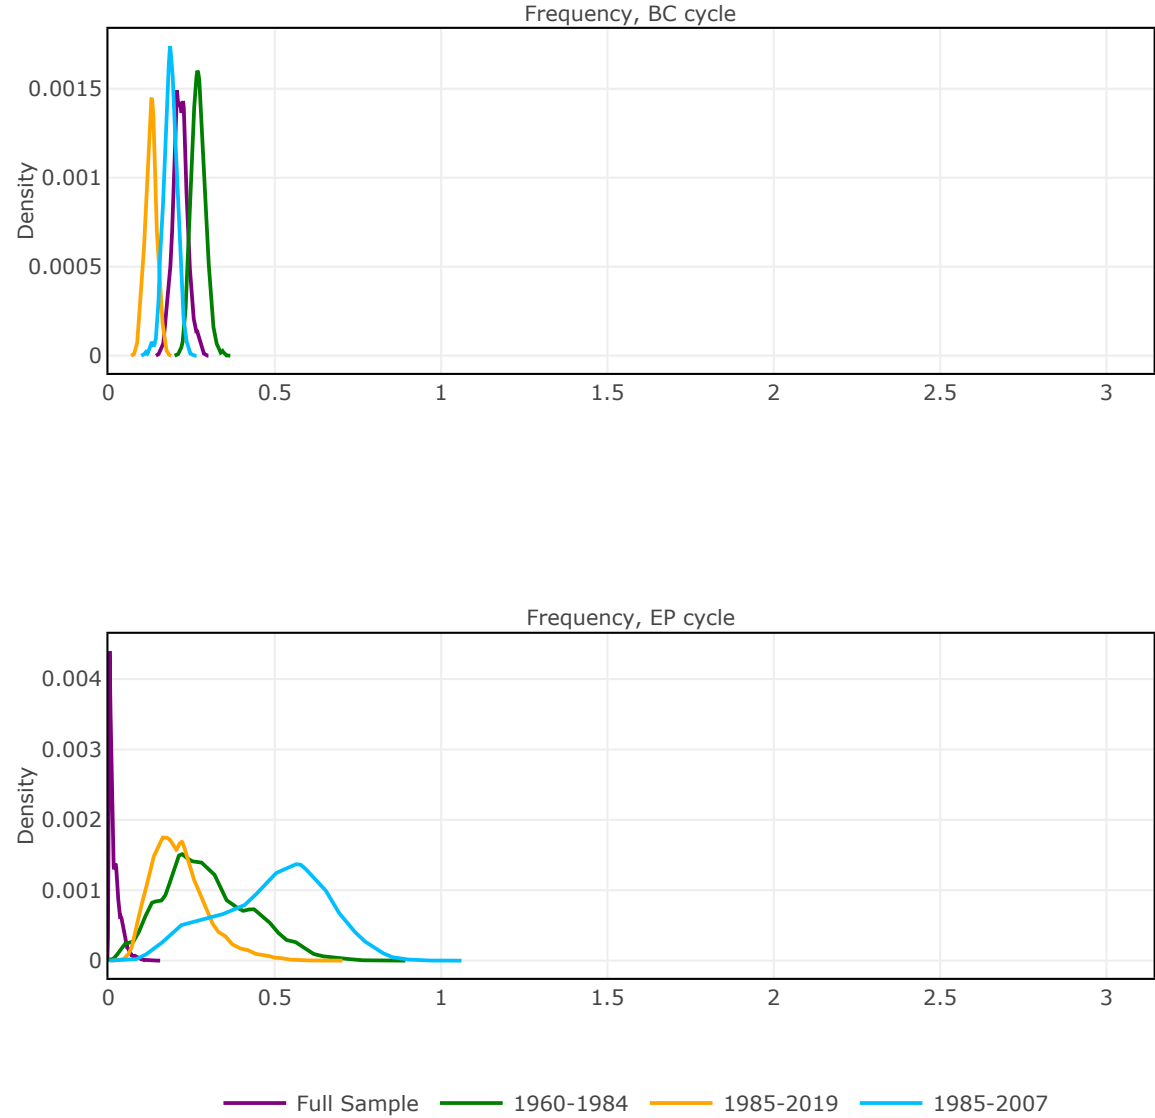 Frequency, BC cycle
Density
0.0015
0.001
0.0005
0
0 0.5 1 1.5 2 2.5 3
Frequency, EP cycle
Density
0.004
0.003
0.002
0.001
0
0 0.5 1 1.5 2 2.5 3
Full Sample 1960-1984 1985-2019 1985-2007